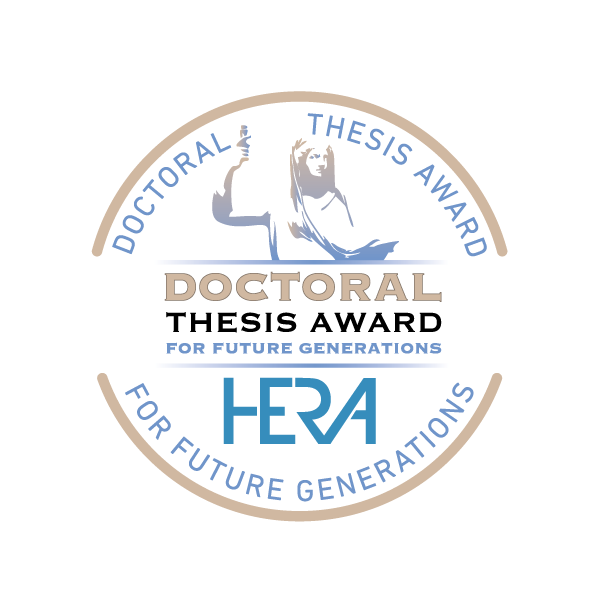 DOCTORAL THESIS AWARD
DOCTORAL
THESIS AWARD
FOR FUTURE GENERATIONS
HERA
FOR FUTURE GENERATIONS